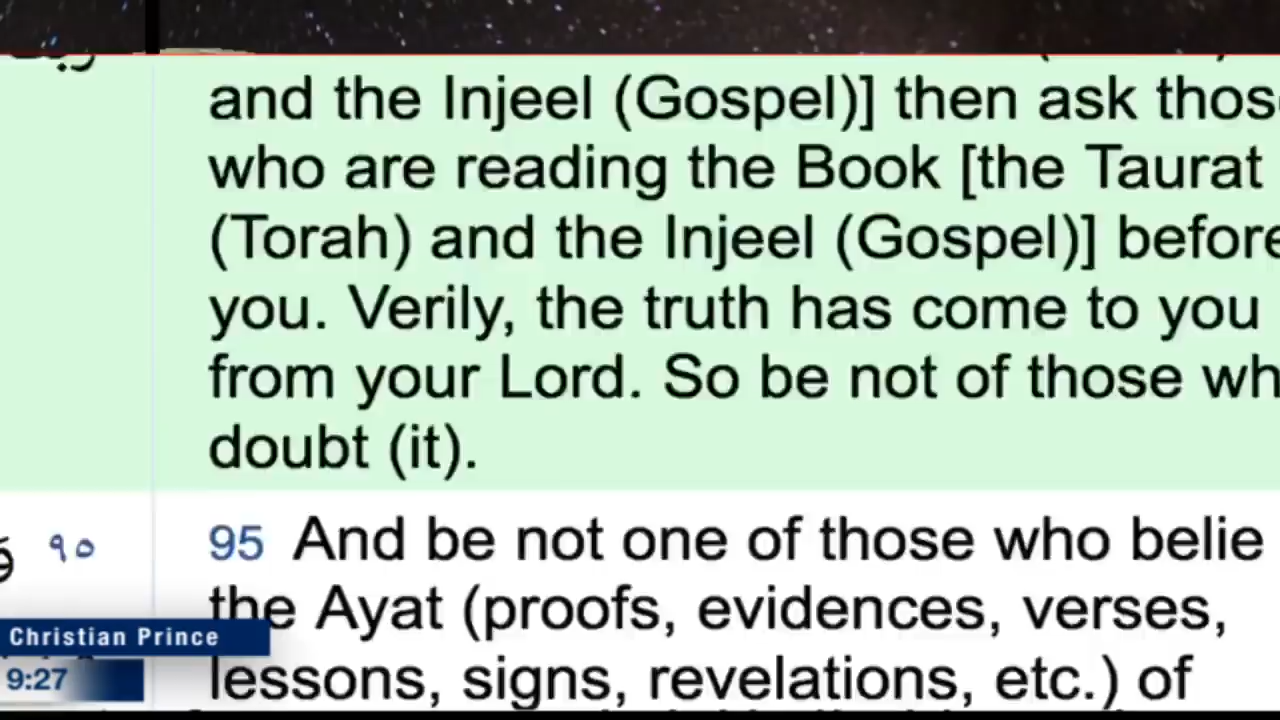 and the Injeel (Gospel)] then ask thos
who are reading the Book [the Taurat
(Torah) and the Injeel (Gospel)] before
you. Verily, the truth has come to you
from your Lord. So be not of those wh
doubt (it).
٩٥ 95 And be not one of those who belie
the Ayat (proofs, evidences, verses,
Christian Prince
9:27 lessons, signs, revelations, etc.) of